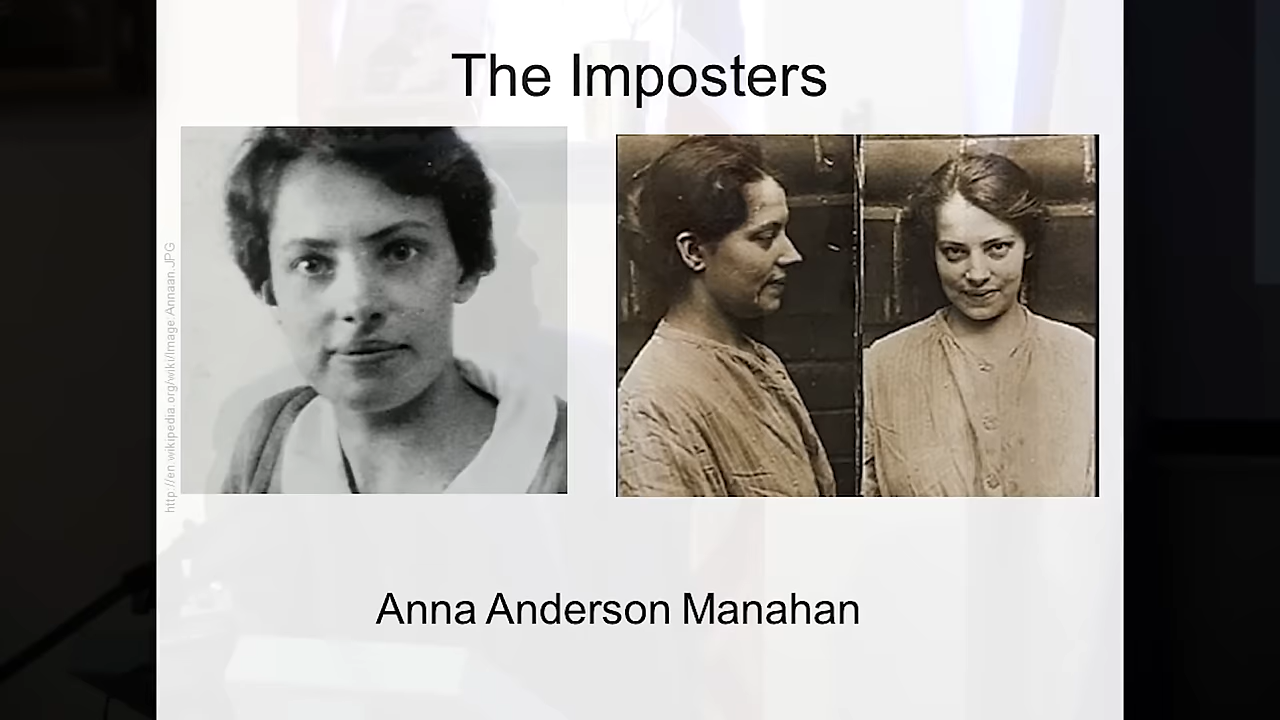 The Imposters
http://en.wikipedia.org/wiki/Image:Annaan.JPG
Anna Anderson Manahan